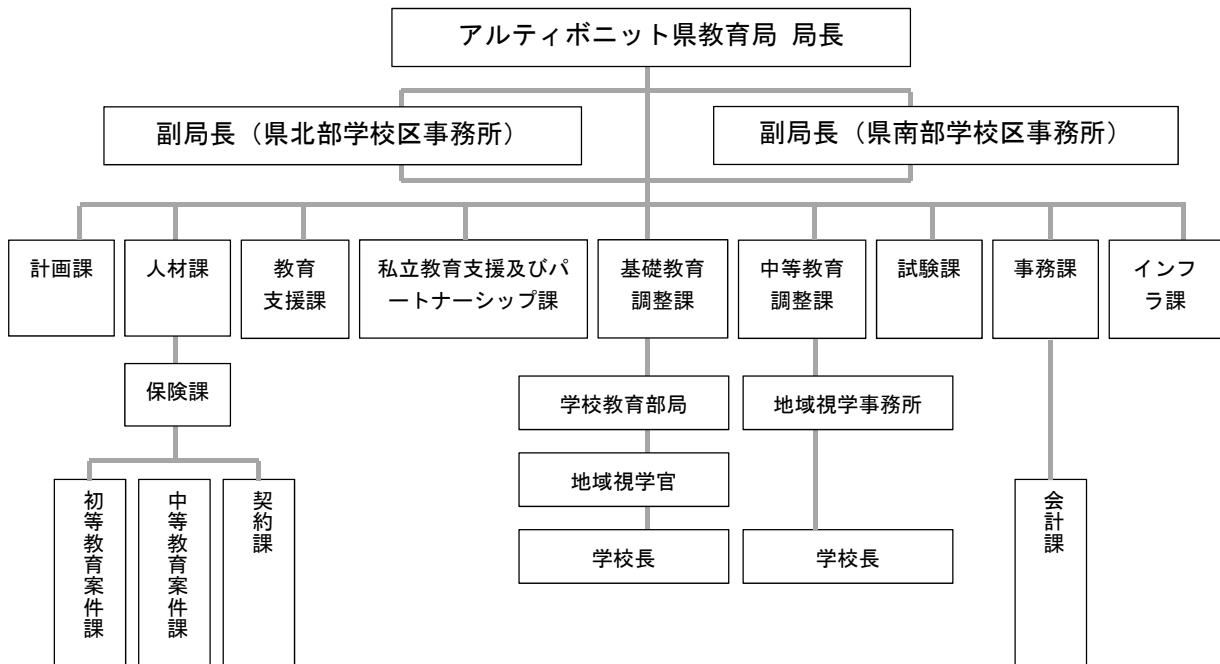 アルティボニット県教育局 局長
副局長（県北部学校区事務所）
副局長（県南部学校区事務所）
計画課
人材課
教育
支援課
私立教育支援及びパ
ートナーシップ課
基礎教育
調整課
中等教育
調整課
試験課
事務課
インフ
ラ課
保険課
学校教育部局
地域視学事務所
地域視学官
学校長
学校長
初等教育案件課
中等教育案件課
契約課
会計課